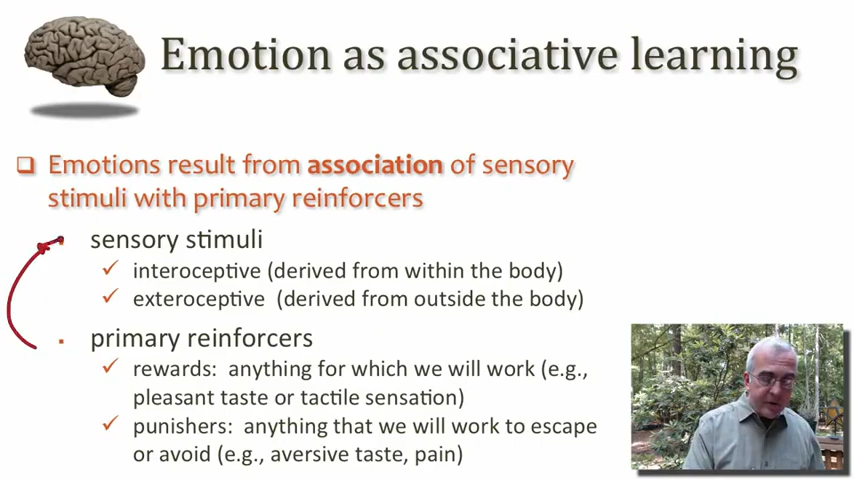 Emotion as associative learning
Emotions result from association of sensory
stimuli with primary reinforcers
sensory stimuli
interoceptive (derived from within the body)
exteroceptive (derived from outside the body)
primary reinforcers
rewards: anything for which we will work (e.g.,
pleasant taste or tactile sensation)
punishers: anything that we will work to escape
or avoid (e.g., aversive taste, pain)